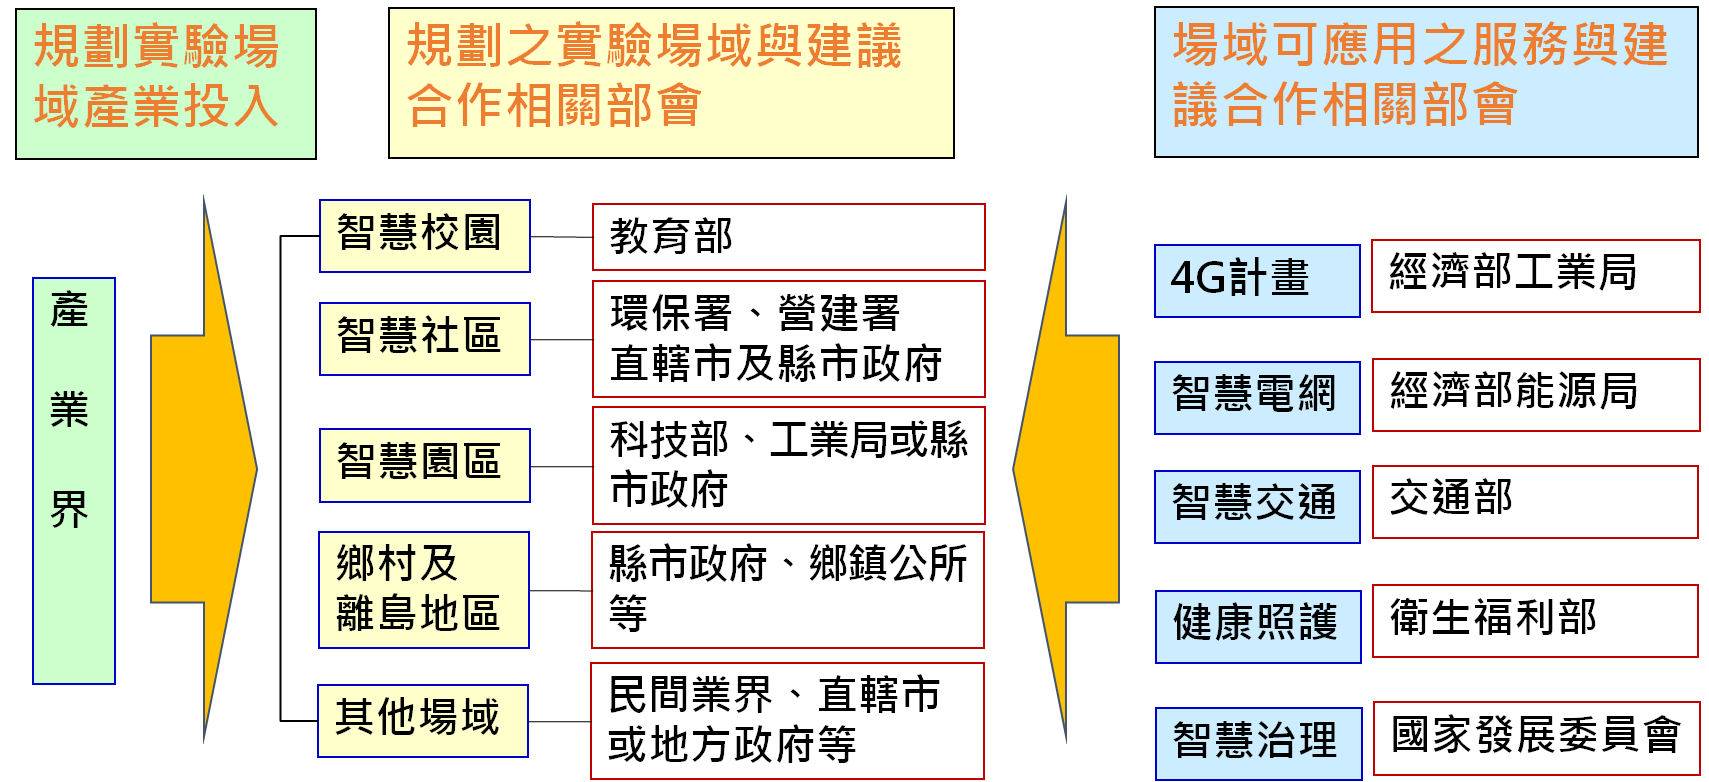 規劃實驗場
域產業投入
規劃之實驗場域與建議
合作相關部會
場域可應用之服務與建
議合作相關部會
產
業
界
智慧校園
教育部
智慧社區
環保署、營建署
直轄市及縣市政府
智慧園區
科技部、工業局或縣
市政府
鄉村及
離島地區
縣市政府、鄉鎮公所
等
其他場域
民間業界、直轄市
或地方政府等
4G計畫
經濟部工業局
智慧電網
經濟部能源局
智慧交通
交通部
健康照護
衛生福利部
智慧治理
國家發展委員會